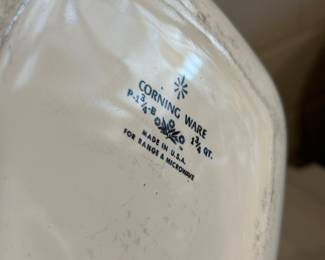 CORNING WARE
P-1¾-B 1¾ QT.
MADE IN U.S.A.
FOR RANGE & MICROWAVE